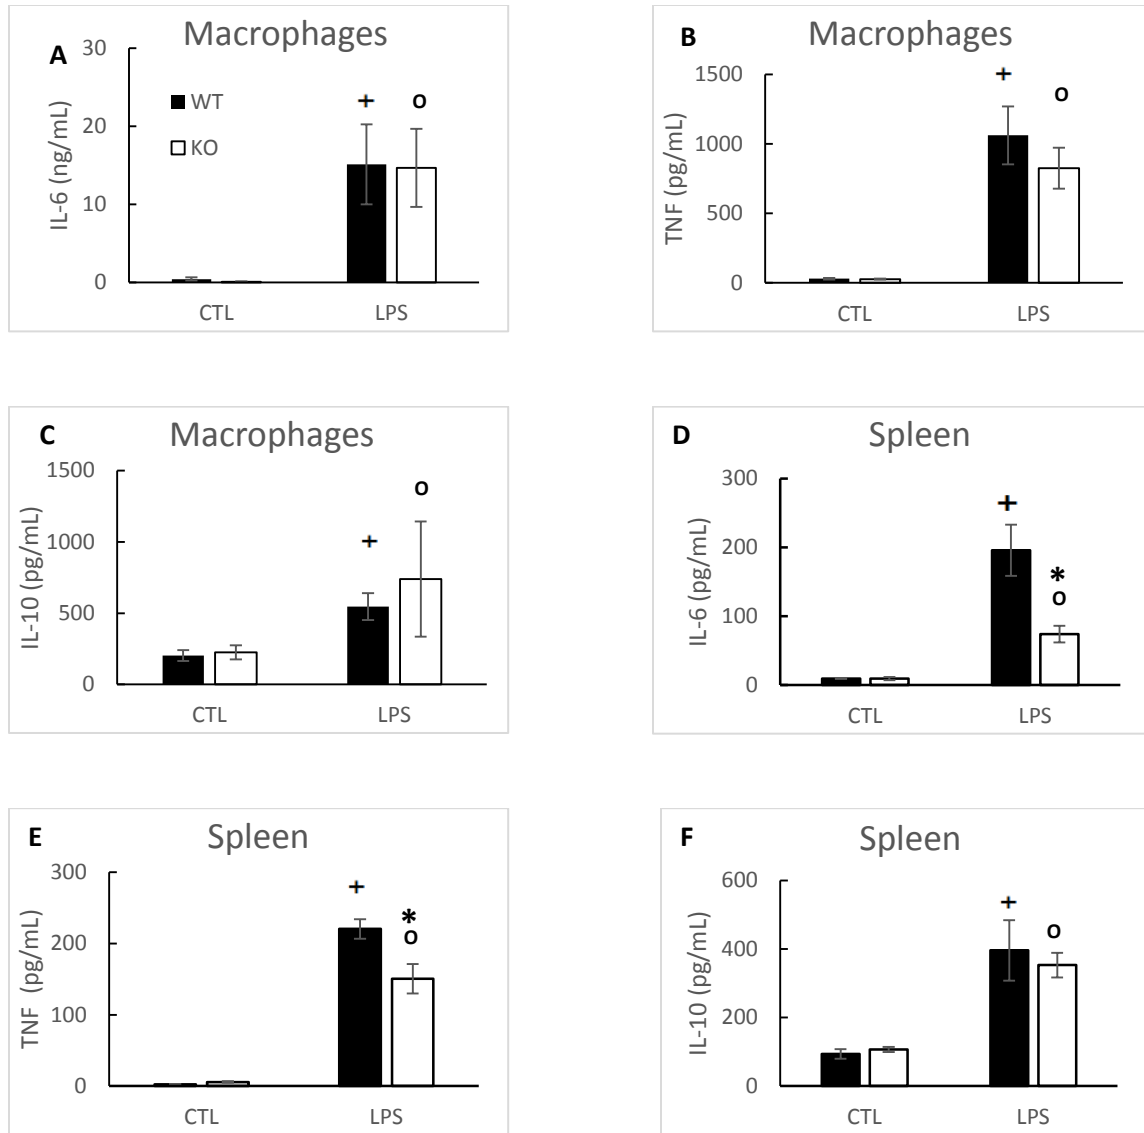 A
Macrophages
IL-6 (ng/mL)
30
20
10
0
WT
KO
+
o
CTL
LPS
B
Macrophages
TNF (pg/mL)
1500
1000
500
0
+
o
CTL
LPS
C
Macrophages
IL-10 (pg/mL)
1500
1000
500
0
+
o
CTL
LPS
D
Spleen
IL-6 (pg/mL)
300
200
100
0
+
*
o
CTL
LPS
E
Spleen
TNF (pg/mL)
300
200
100
0
+
*
o
CTL
LPS
F
Spleen
IL-10 (pg/mL)
600
400
200
0
+
o
CTL
LPS